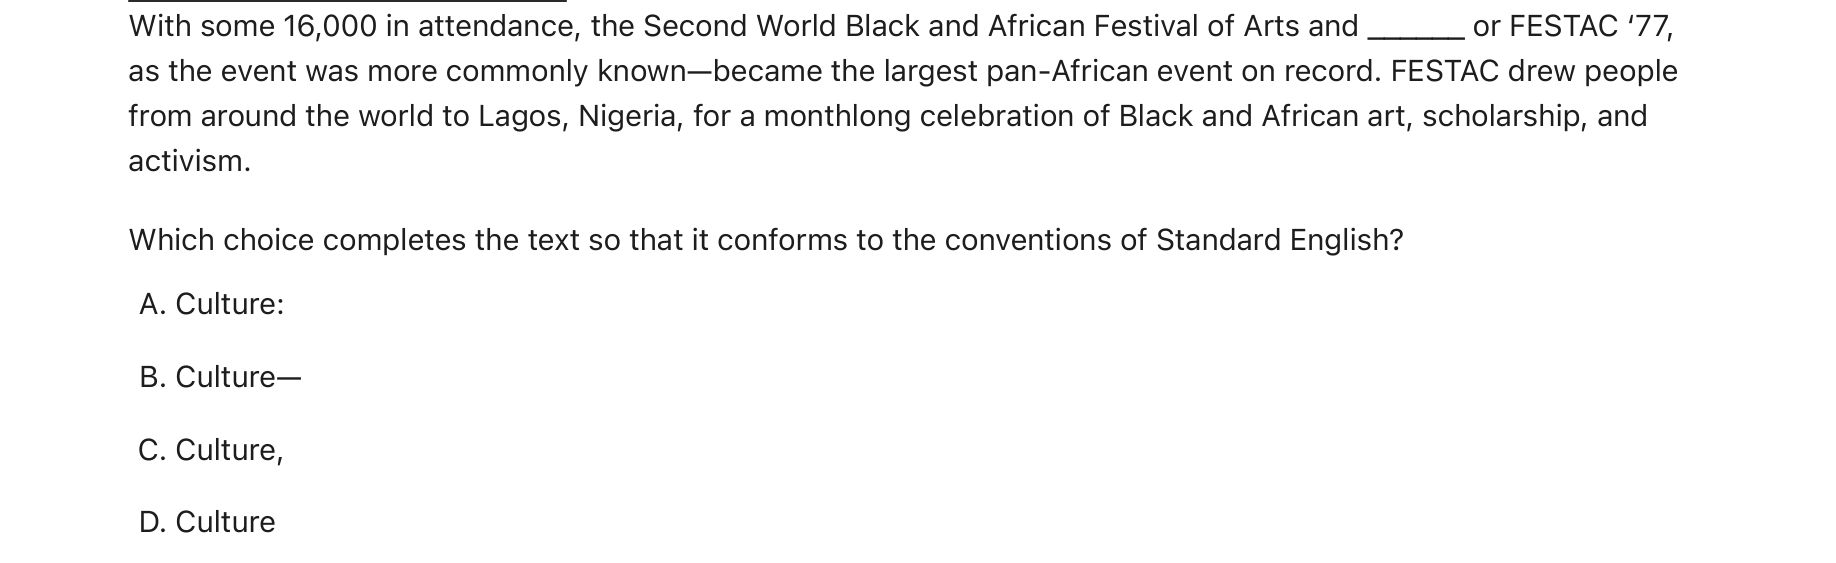 With some 16,000 in attendance, the Second World Black and African Festival of Arts and ______ or FESTAC ‘77,
as the event was more commonly known—became the largest pan-African event on record. FESTAC drew people
from around the world to Lagos, Nigeria, for a monthlong celebration of Black and African art, scholarship, and
activism.
Which choice completes the text so that it conforms to the conventions of Standard English?
A. Culture:
B. Culture—
C. Culture,
D. Culture